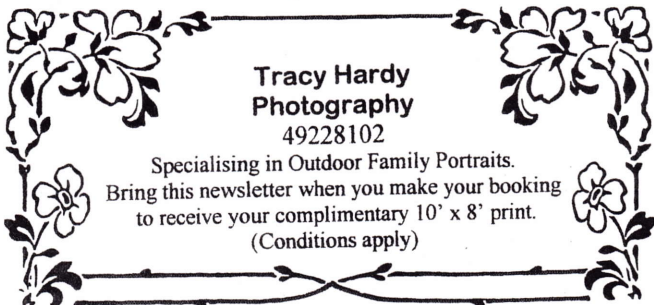 Tracy Hardy
Photography
49228102
Specialising in Outdoor Family Portraits.
Bring this newsletter when you make your booking
to receive your complimentary 10’ x 8’ print.
(Conditions apply)